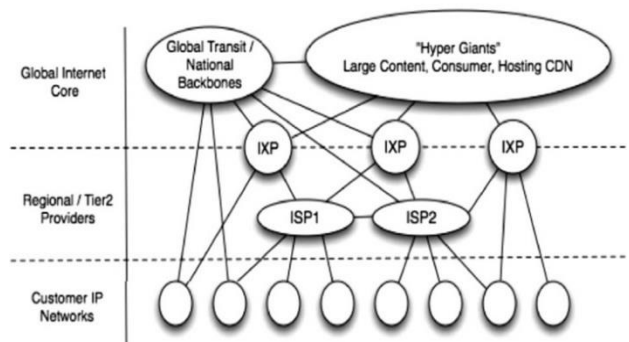 Global Internet
Core
Global Transit /
National
Backbones
"Hyper Giants"
Large Content, Consumer, Hosting CDN
IXP
IXP
IXP
Regional / Tier2
Providers
ISP1
ISP2
Customer IP
Networks